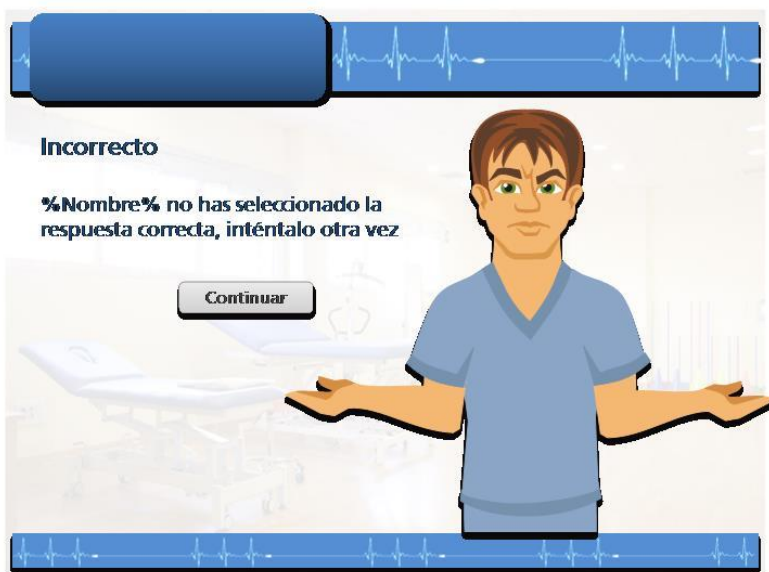 Incorrecto
%Nombre% no has seleccionado la
respuesta correcta, inténtalo otra vez
Continuar